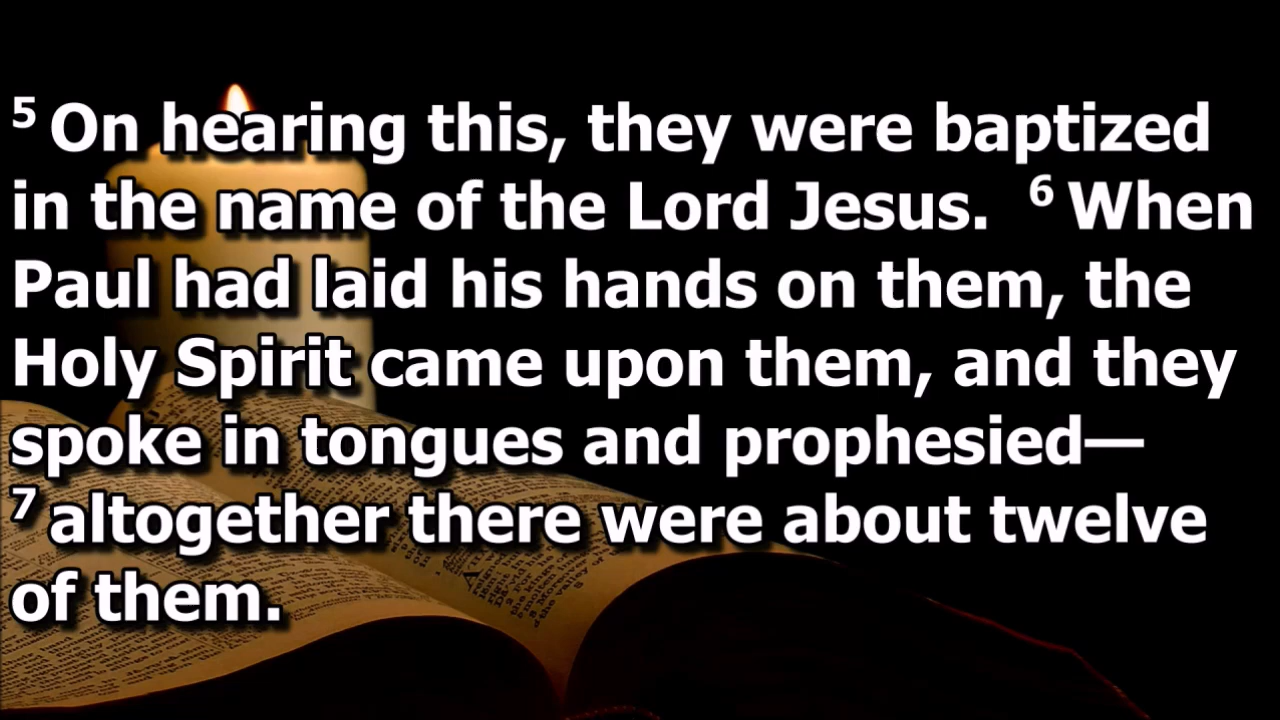 5 On hearing this, they were baptized
in the name of the Lord Jesus. 6 When
Paul had laid his hands on them, the
Holy Spirit came upon them, and they
spoke in tongues and prophesied—
7 altogether there were about twelve
of them.